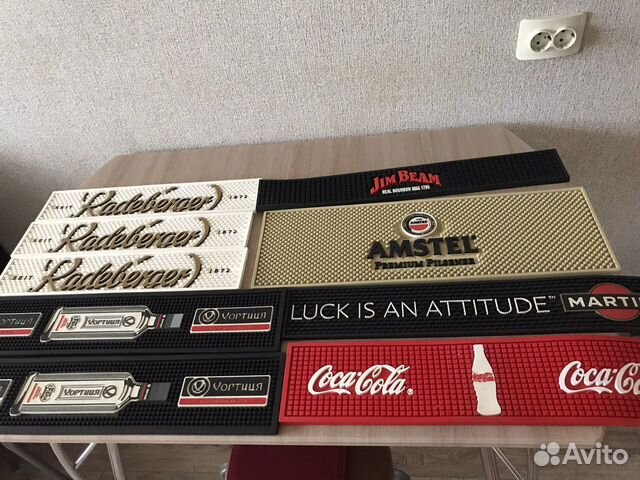 JIM BEAM
REAL BOURBON SINCE 1795
SEIT Radeberger 1872
SEIT Radeberger 1872
SEIT Radeberger 1872
AMSTEL
PREMIUM PILSENER
Хортиця
Хортиця
LUCK IS AN ATTITUDE™
MARTI
Хортиця
Хортиця
Coca-Cola®
Coca-Cola
Avito